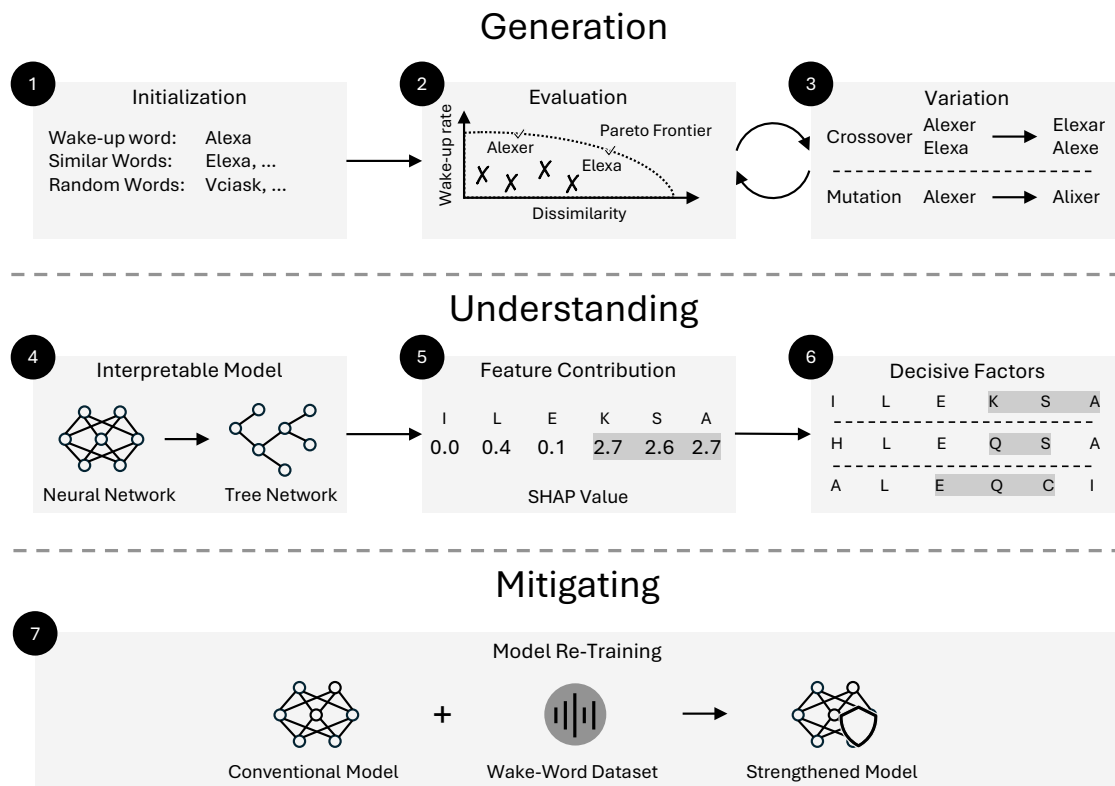 Generation
1
Initialization
Wake-up word: Alexa
Similar Words: Elexa, ...
Random Words: Vciask, ...
2
Evaluation
Wake-up rate
Pareto Frontier
Alexer
Elexa
Dissimilarity
3
Variation
Crossover
Alexer
Elexa
Elexar
Alexe
Mutation Alexer Alixer
Understanding
4
Interpretable Model
Neural Network Tree Network
5
Feature Contribution
I L E K S A
0.0 0.4 0.1 2.7 2.6 2.7
SHAP Value
6
Decisive Factors
I L E K S A
H L E Q S A
A L E Q C I
Mitigating
7
Model Re-Training
+
Conventional Model Wake-Word Dataset Strengthened Model